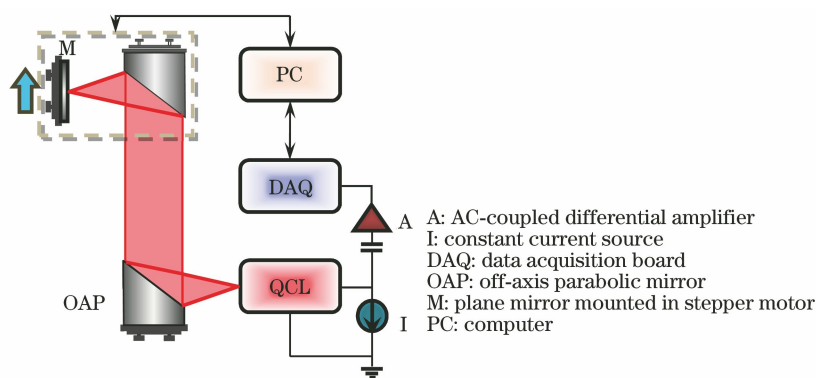 M
PC
DAQ
A
OAP
QCL
I
A: AC-coupled differential amplifier
I: constant current source
DAQ: data acquisition board
OAP: off-axis parabolic mirror
M: plane mirror mounted in stepper motor
PC: computer